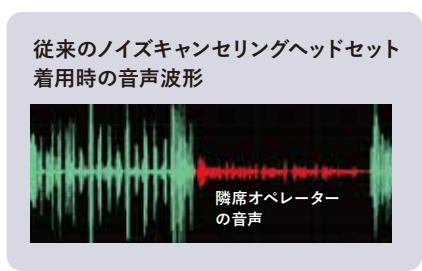 従来のノイズキャンセリングヘッドセット
着用時の音声波形
隣席オペレーター
の音声